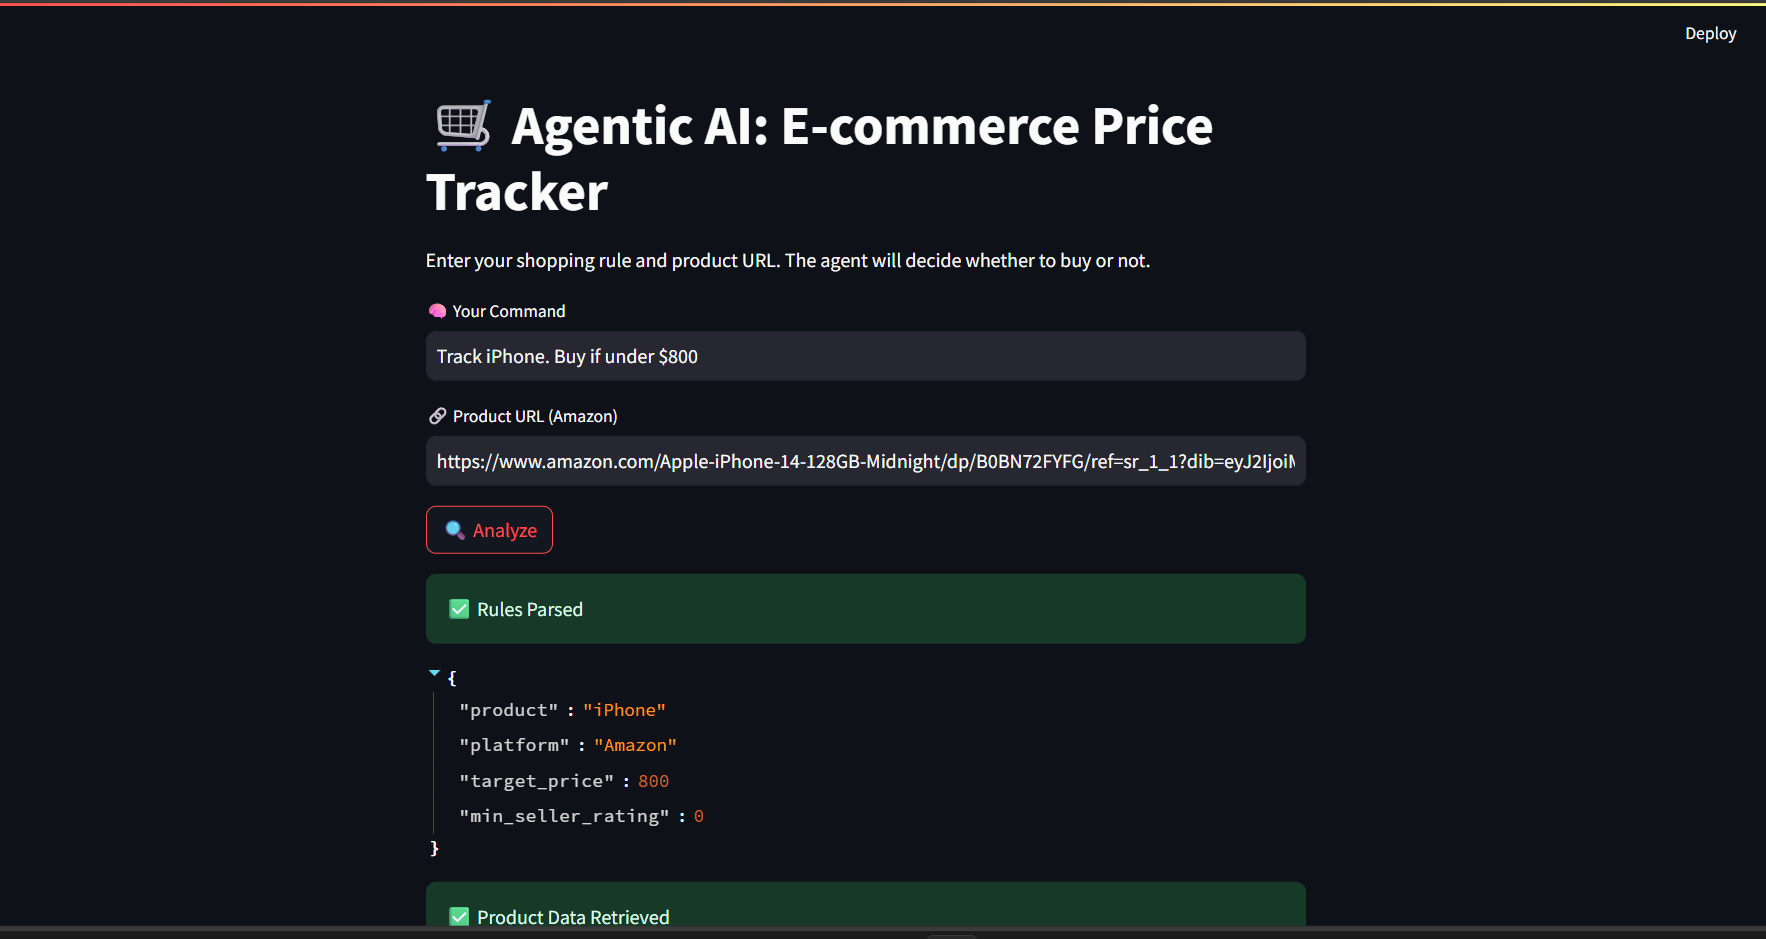 Deploy
Agentic AI: E-commerce Price
Tracker
Enter your shopping rule and product URL. The agent will decide whether to buy or not.
Your Command
Track iPhone. Buy if under $800
Product URL (Amazon)
https://www.amazon.com/Apple-iPhone-14-128GB-Midnight/dp/B0BN72FYFG/ref=sr_1_1?dib=eyJ2IjoiM
Analyze
Rules Parsed
{
"product" : "iPhone"
"platform" : "Amazon"
"target_price" : 800
"min_seller_rating" : 0
}
Product Data Retrieved